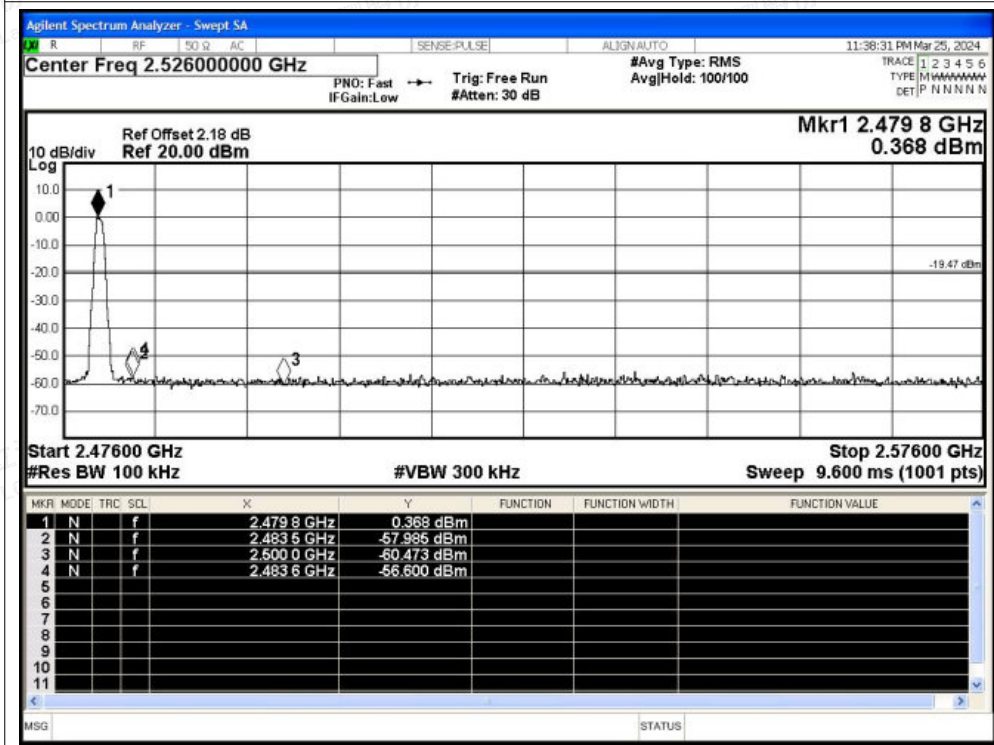 Agilent Spectrum Analyzer - Swept SA
LXI R RF 50 Ω AC SENSE:PULSE ALIGN AUTO 11:38:31 PM Mar 25, 2024
Center Freq 2.526000000 GHz #Avg Type: RMS TRACE 1 2 3 4 5 6
PNO: Fast Trig: Free Run Avg|Hold: 100/100 TYPE M WWWWW
IFGain:Low #Atten: 30 dB DET P N N N N N
Mkr1 2.479 8 GHz
Ref Offset 2.18 dB
10 dB/div Ref 20.00 dBm 0.368 dBm
Log
10.0
1
0.00
-10.0
-19.47 dBm
-20.0
-30.0
-40.0
4
2
-50.0
3
-60.0
-70.0
Start 2.47600 GHz Stop 2.57600 GHz
#Res BW 100 kHz #VBW 300 kHz Sweep 9.600 ms (1001 pts)
MKR MODE TRC SCL X Y FUNCTION FUNCTION WIDTH FUNCTION VALUE
1 N f 2.479 8 GHz 0.368 dBm
2 N f 2.483 5 GHz -57.985 dBm
3 N f 2.500 0 GHz -60.473 dBm
4 N f 2.483 6 GHz -56.600 dBm
5
6
7
8
9
10
11
MSG STATUS